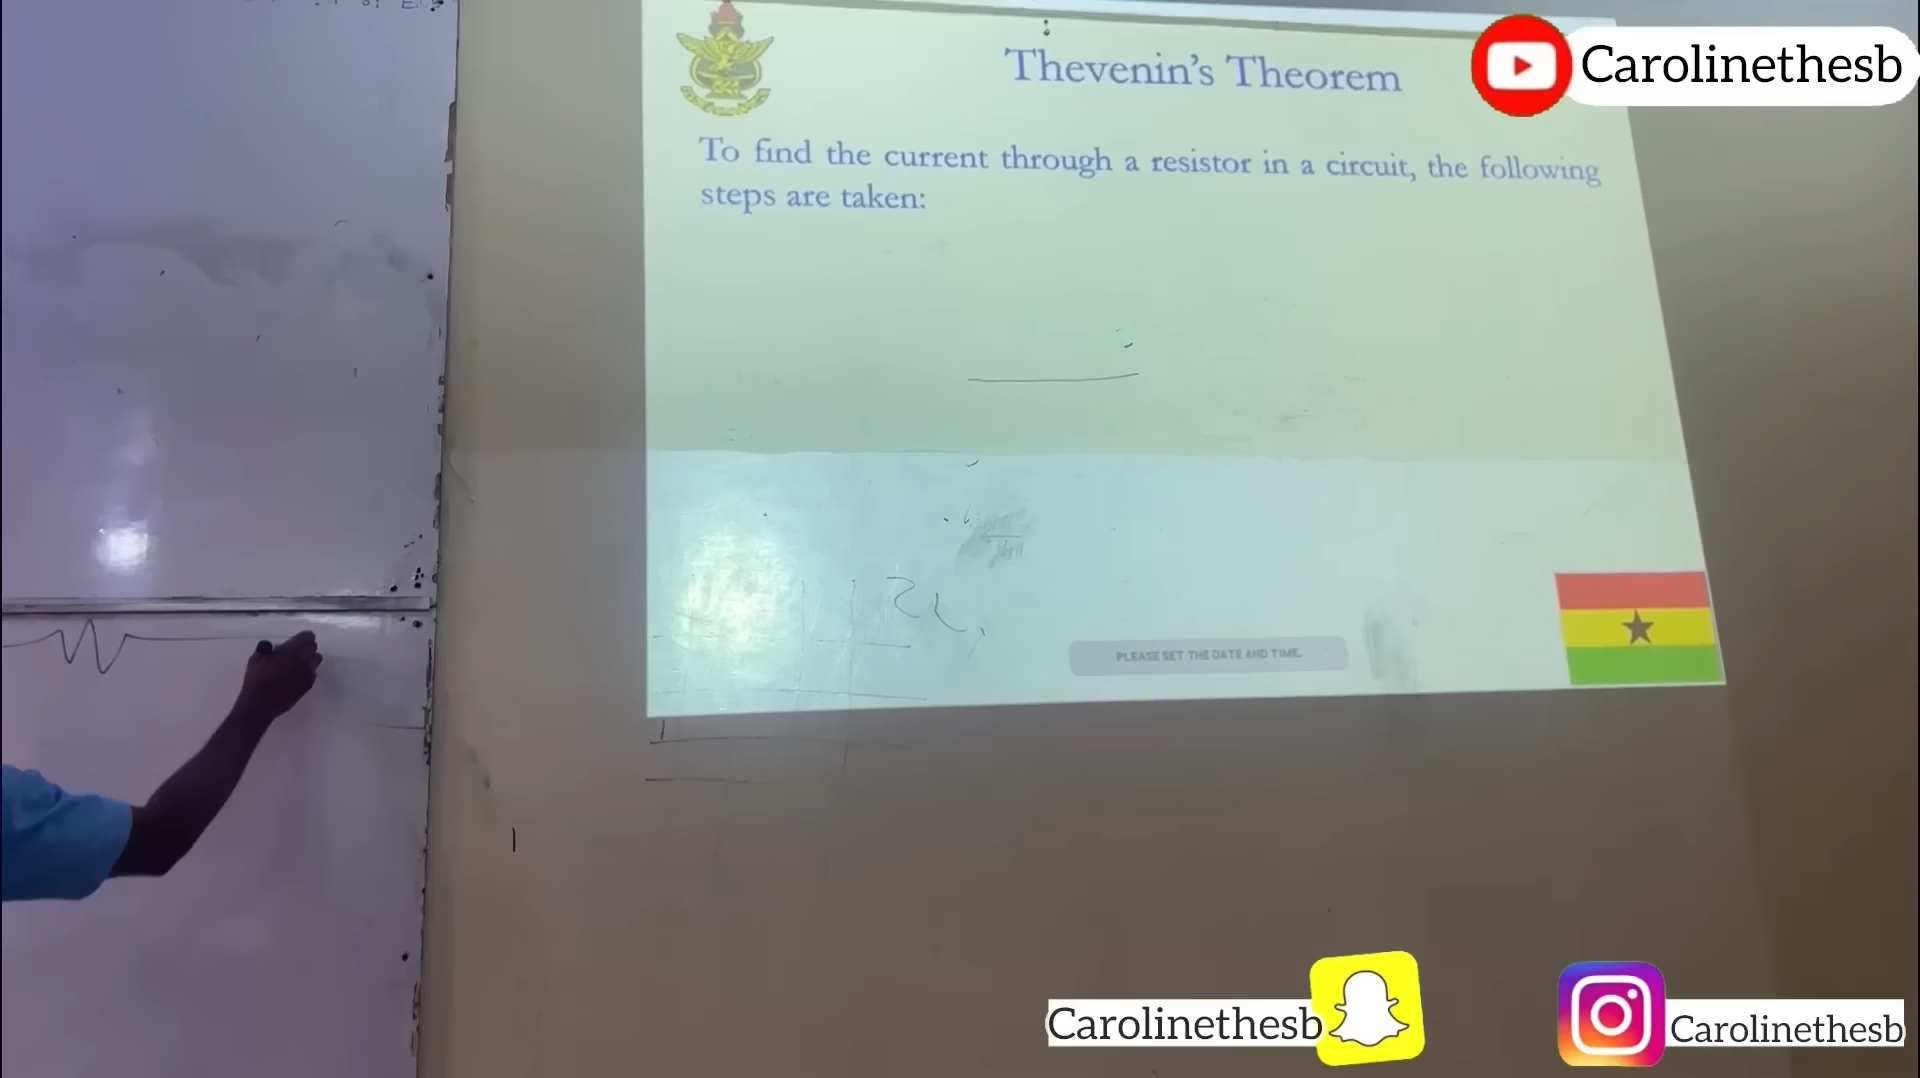 Thevenin's Theorem
Carolinethesb
To find the current through a resistor in a circuit, the following
steps are taken:
PLEASE SET THE DATE AND TIME.
Carolinethesb
Carolinethesb